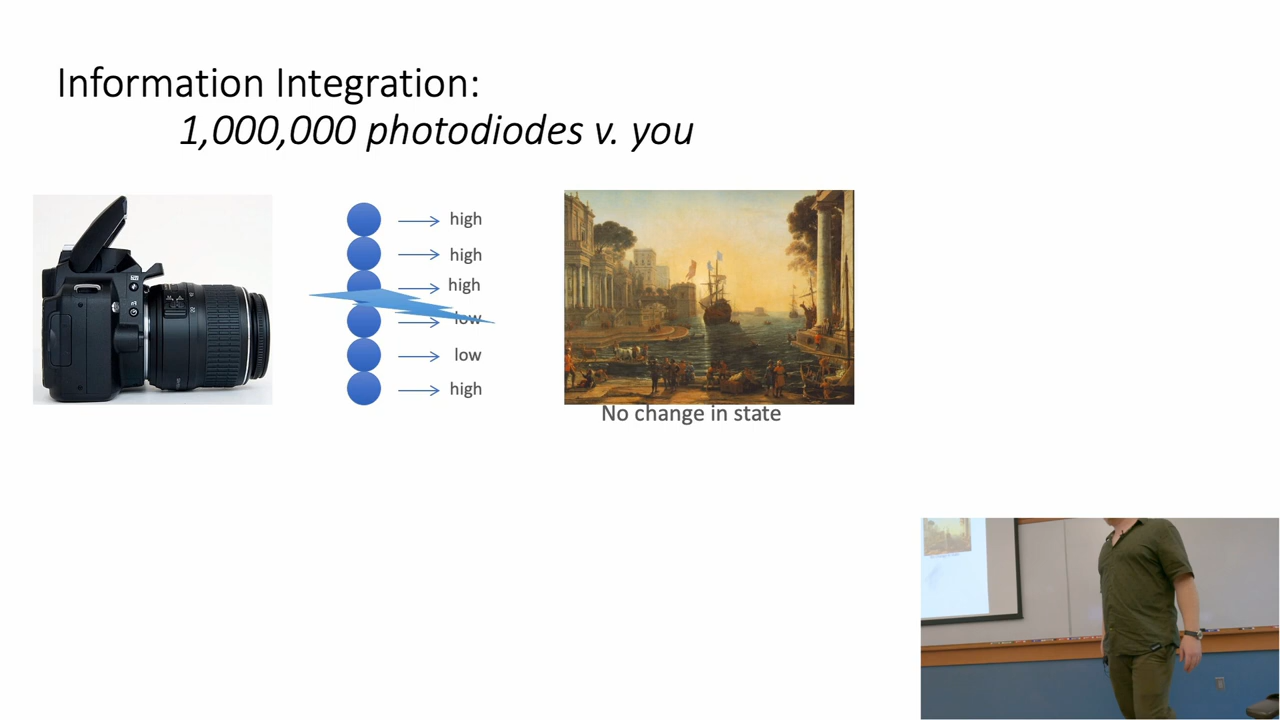 Information Integration:
1,000,000 photodiodes v. you
high
high
high
low
low
high
No change in state